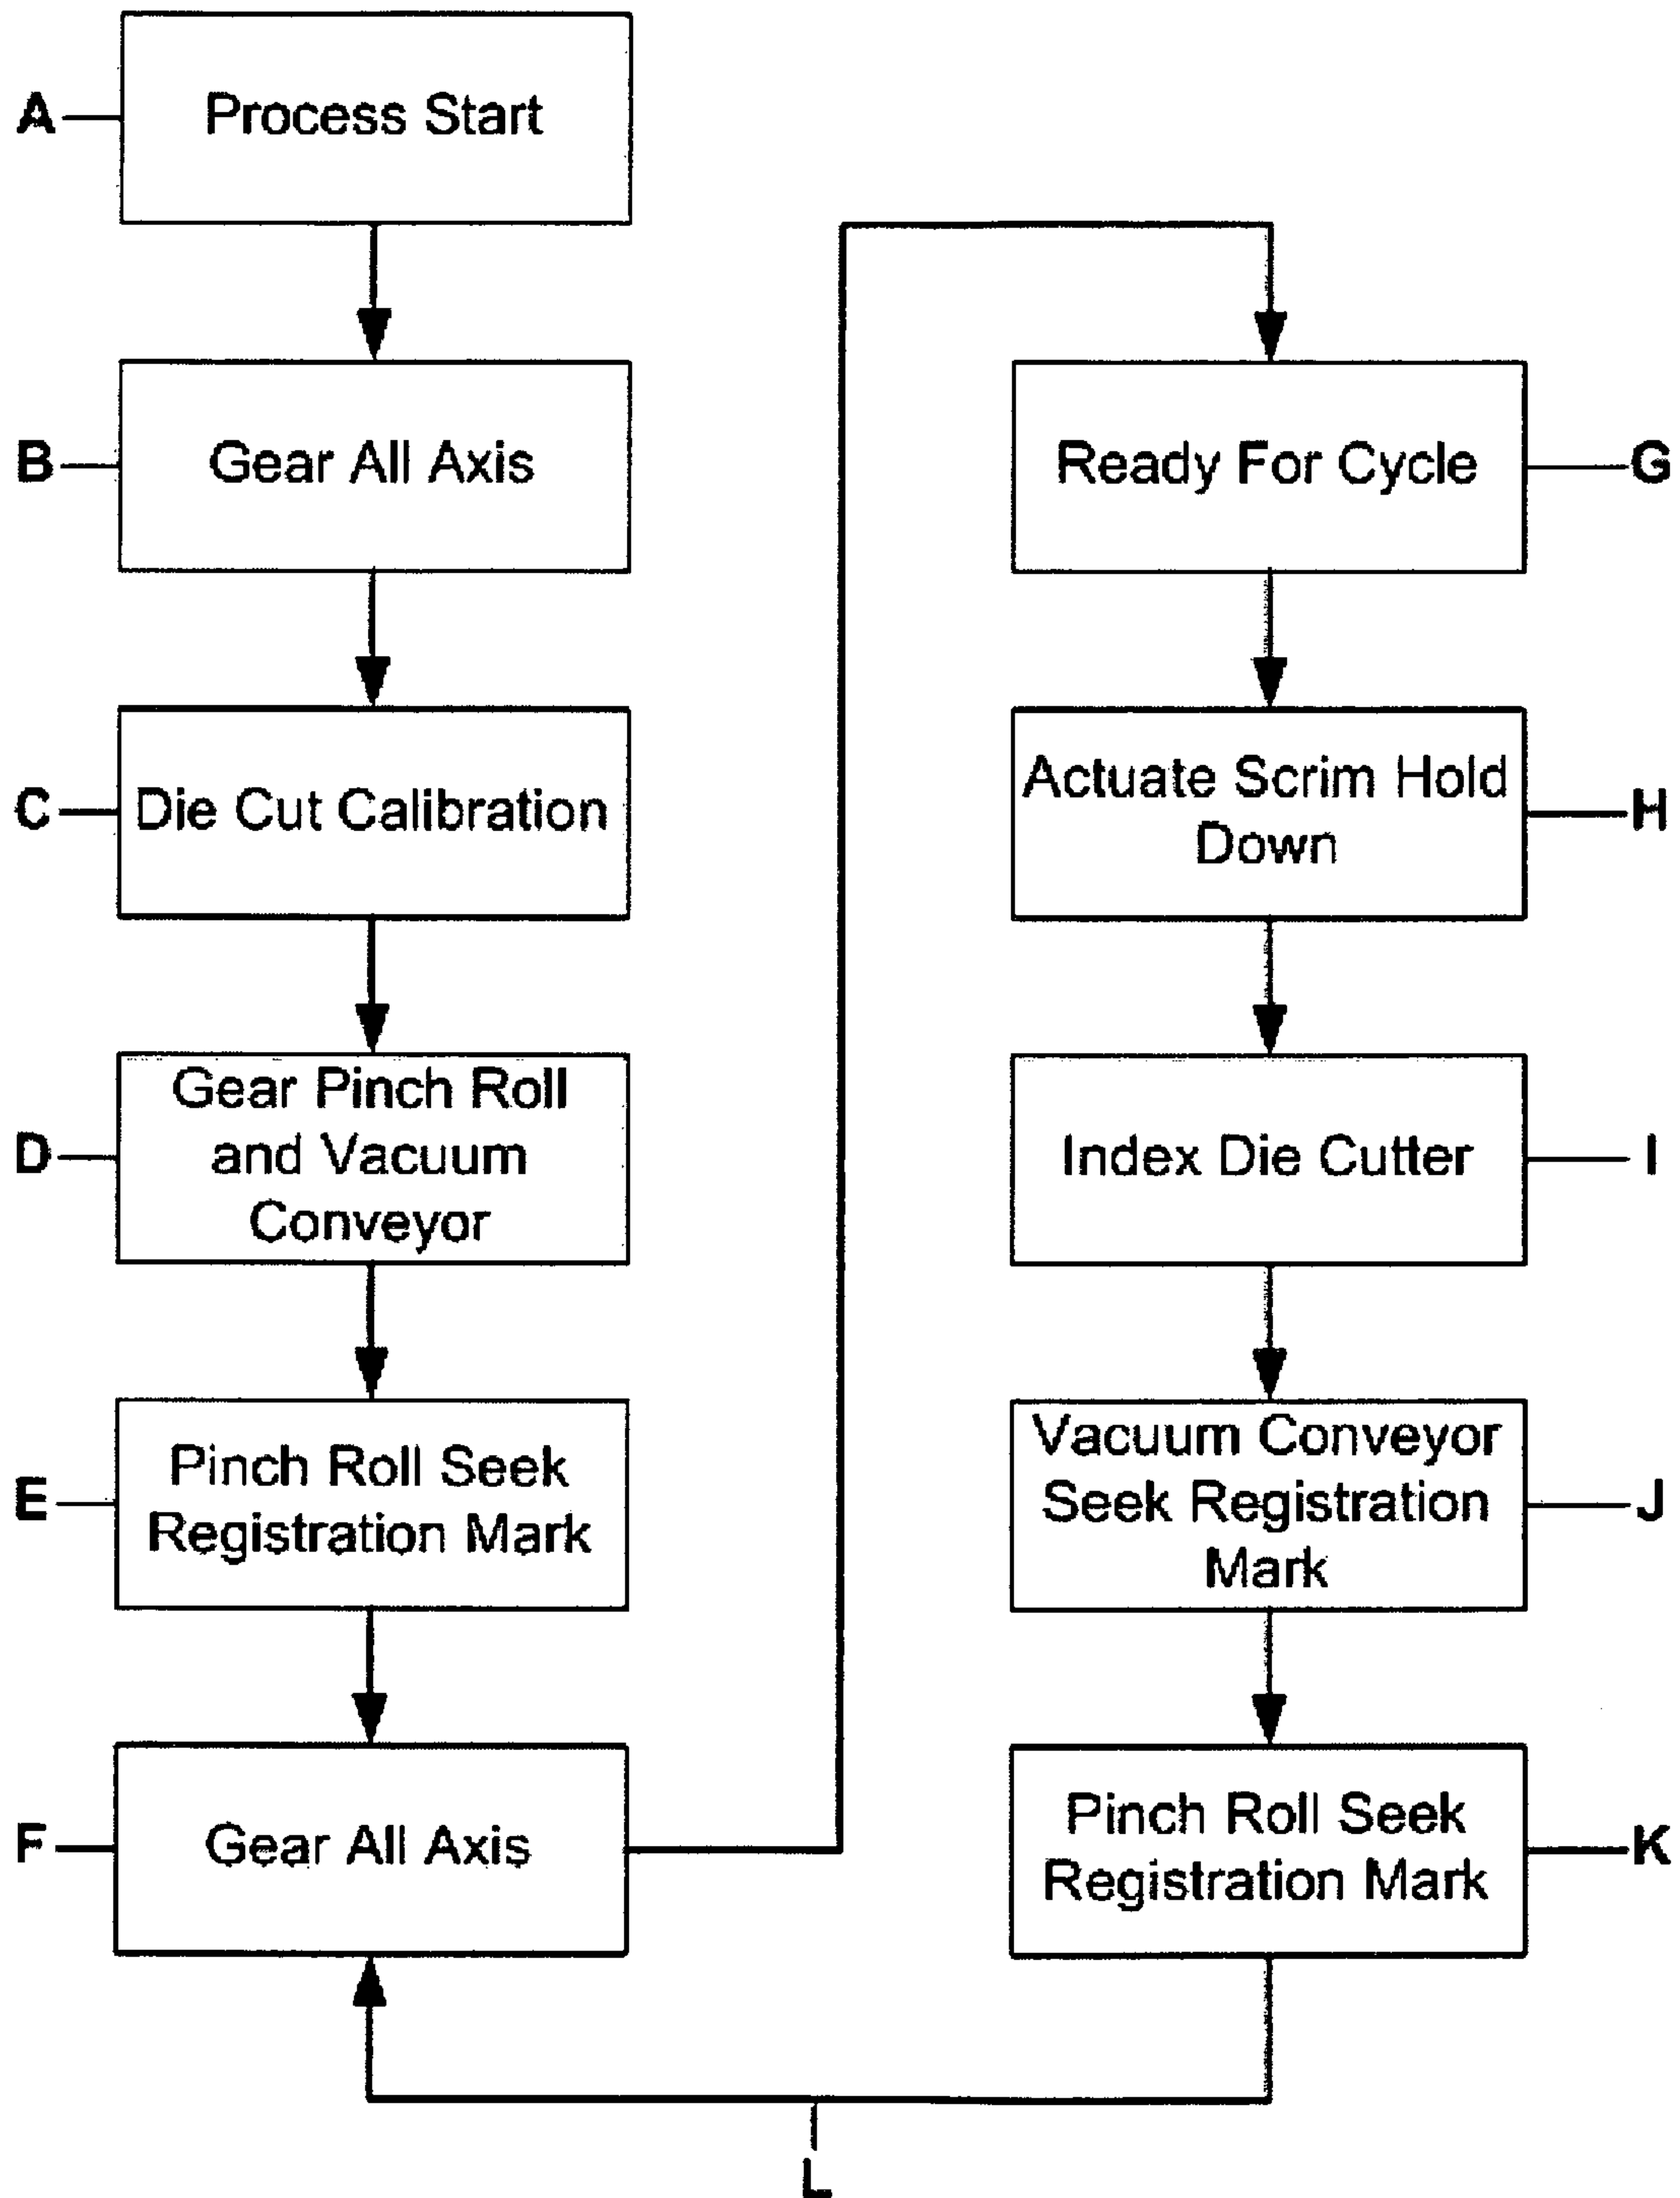 A
Process Start
B
Gear All Axis
C
Die Cut Calibration
D
Gear Pinch Roll
and Vacuum
Conveyor
E
Pinch Roll Seek
Registration Mark
F
Gear All Axis
Ready For Cycle
G
Actuate Scrim Hold
Down
H
Index Die Cutter
I
Vacuum Conveyor
Seek Registration
Mark
J
Pinch Roll Seek
Registration Mark
K
L